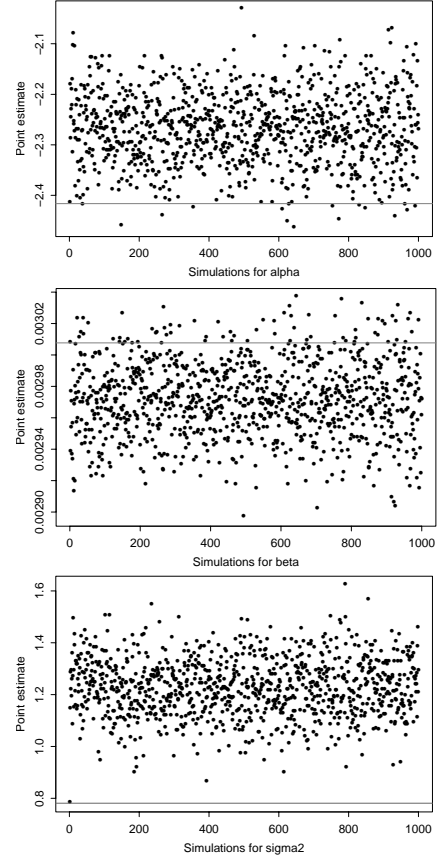 Point estimate
−2.1
−2.2
−2.3
−2.4
0 200 400 600 800 1000
Simulations for alpha
Point estimate
0.00302
0.00298
0.00294
0.00290
0 200 400 600 800 1000
Simulations for beta
Point estimate
1.6
1.4
1.2
1.0
0.8
0 200 400 600 800 1000
Simulations for sigma2